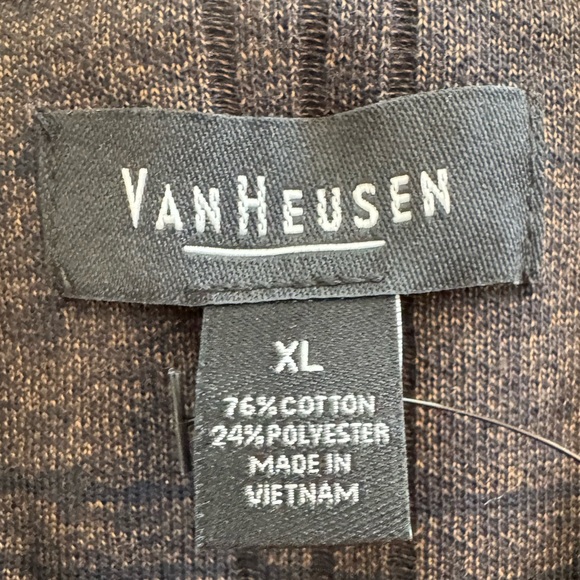 VANHEUSEN
XL
76%COTTON
24%POLYESTER
MADE IN
VIETNAM